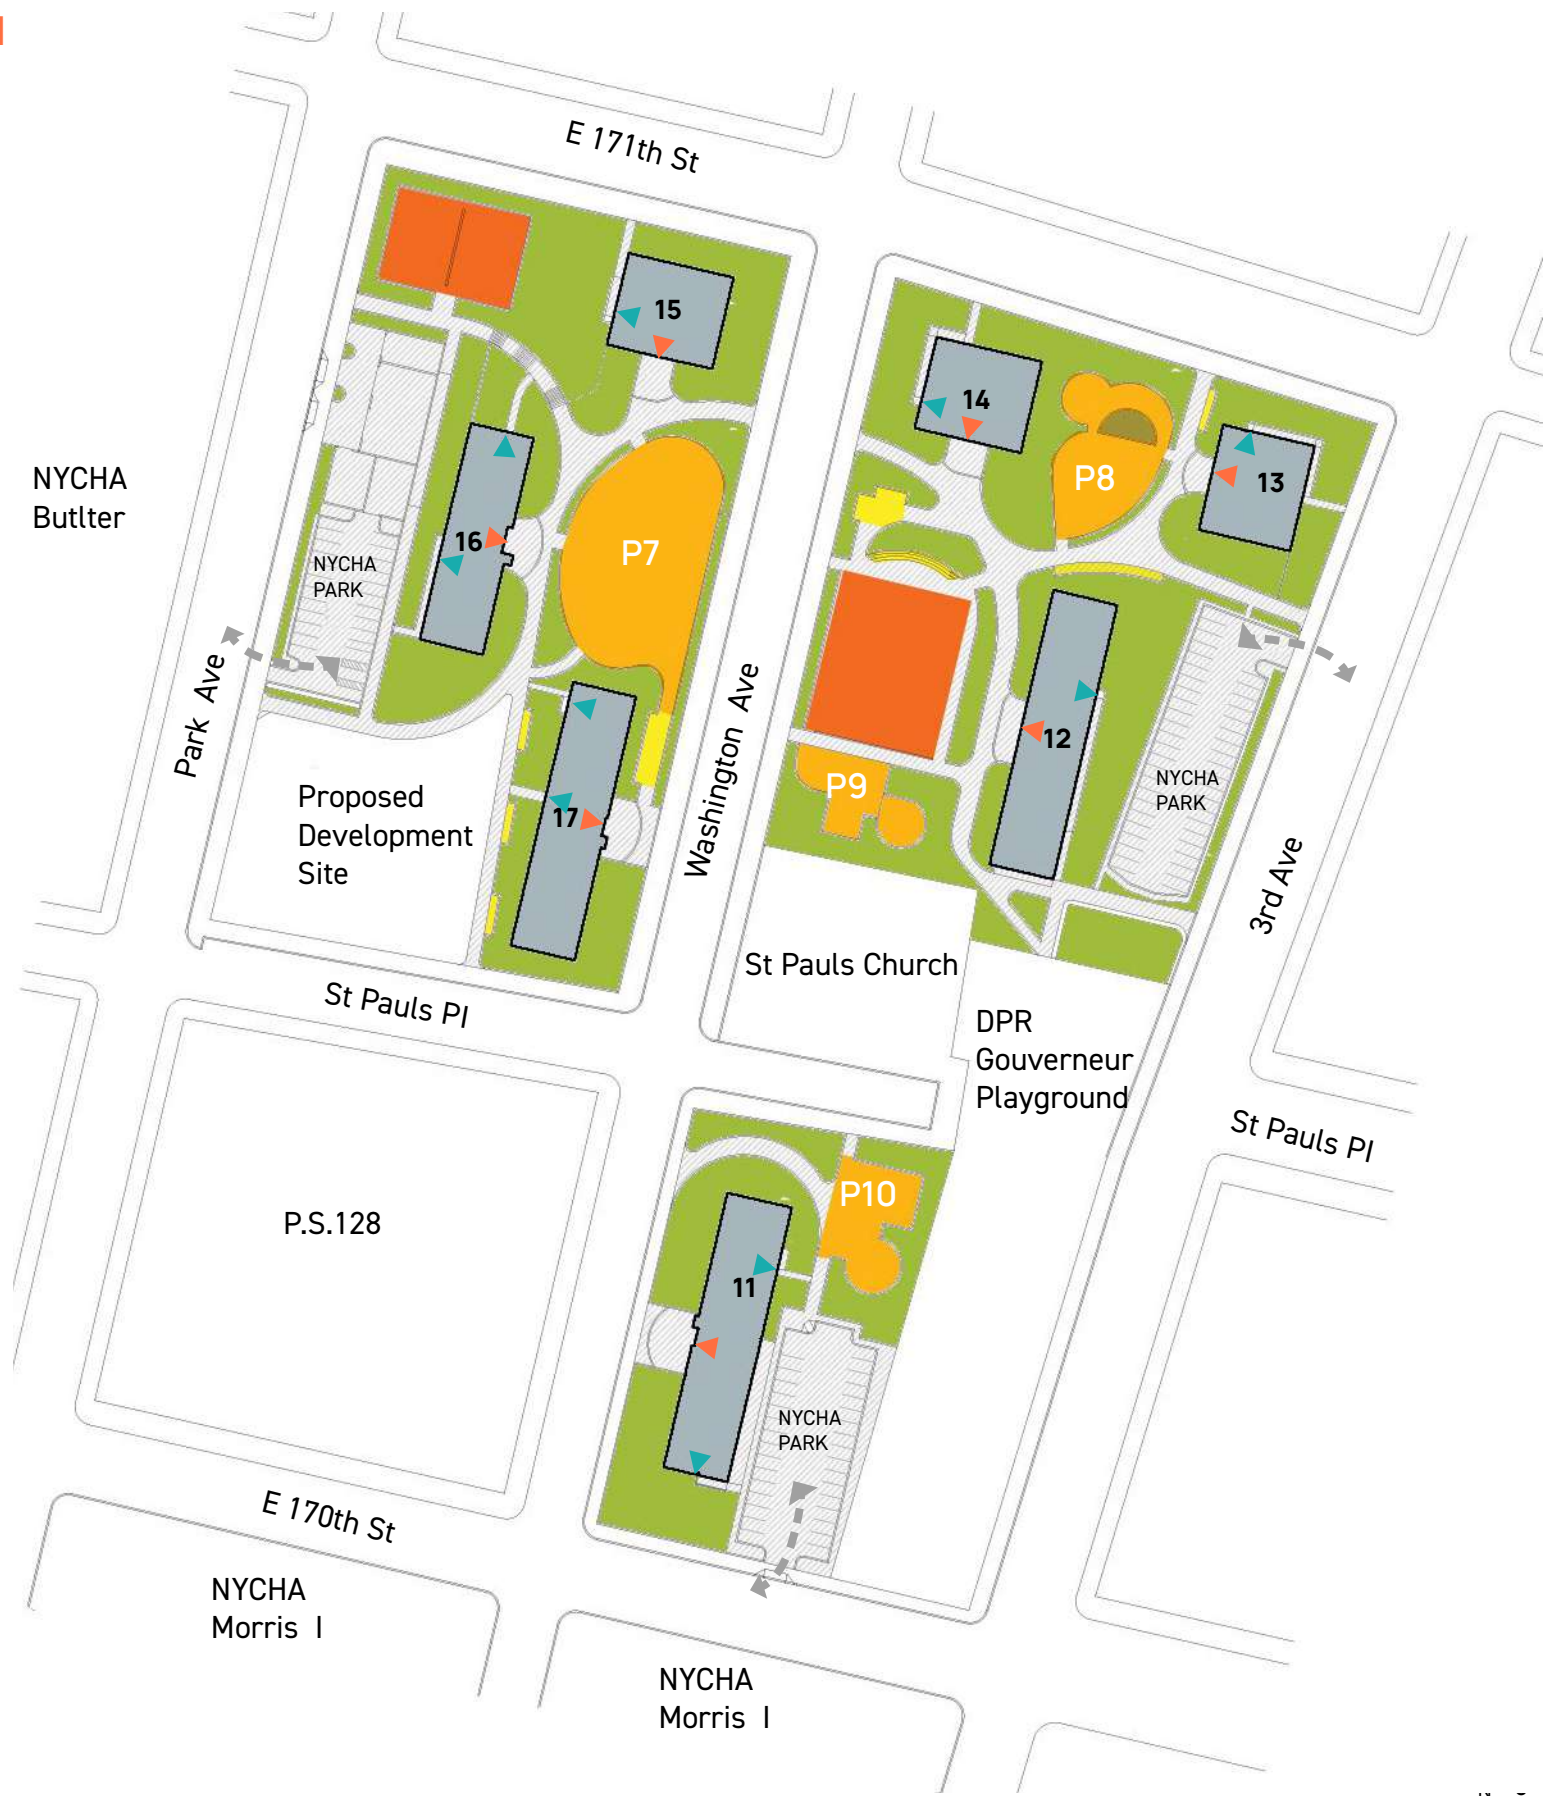 E 171th St
15
14
P8
13
NYCHA
Butlter
16
P7
NYCHA
PARK
Park Ave
Washington Ave
12
NYCHA
PARK
P9
Proposed
Development
Site
17
3rd Ave
St Pauls Church
St Pauls Pl
DPR
Gouverneur
Playground
St Pauls Pl
P10
P.S.128
11
NYCHA
PARK
E 170th St
NYCHA
Morris I
NYCHA
Morris I